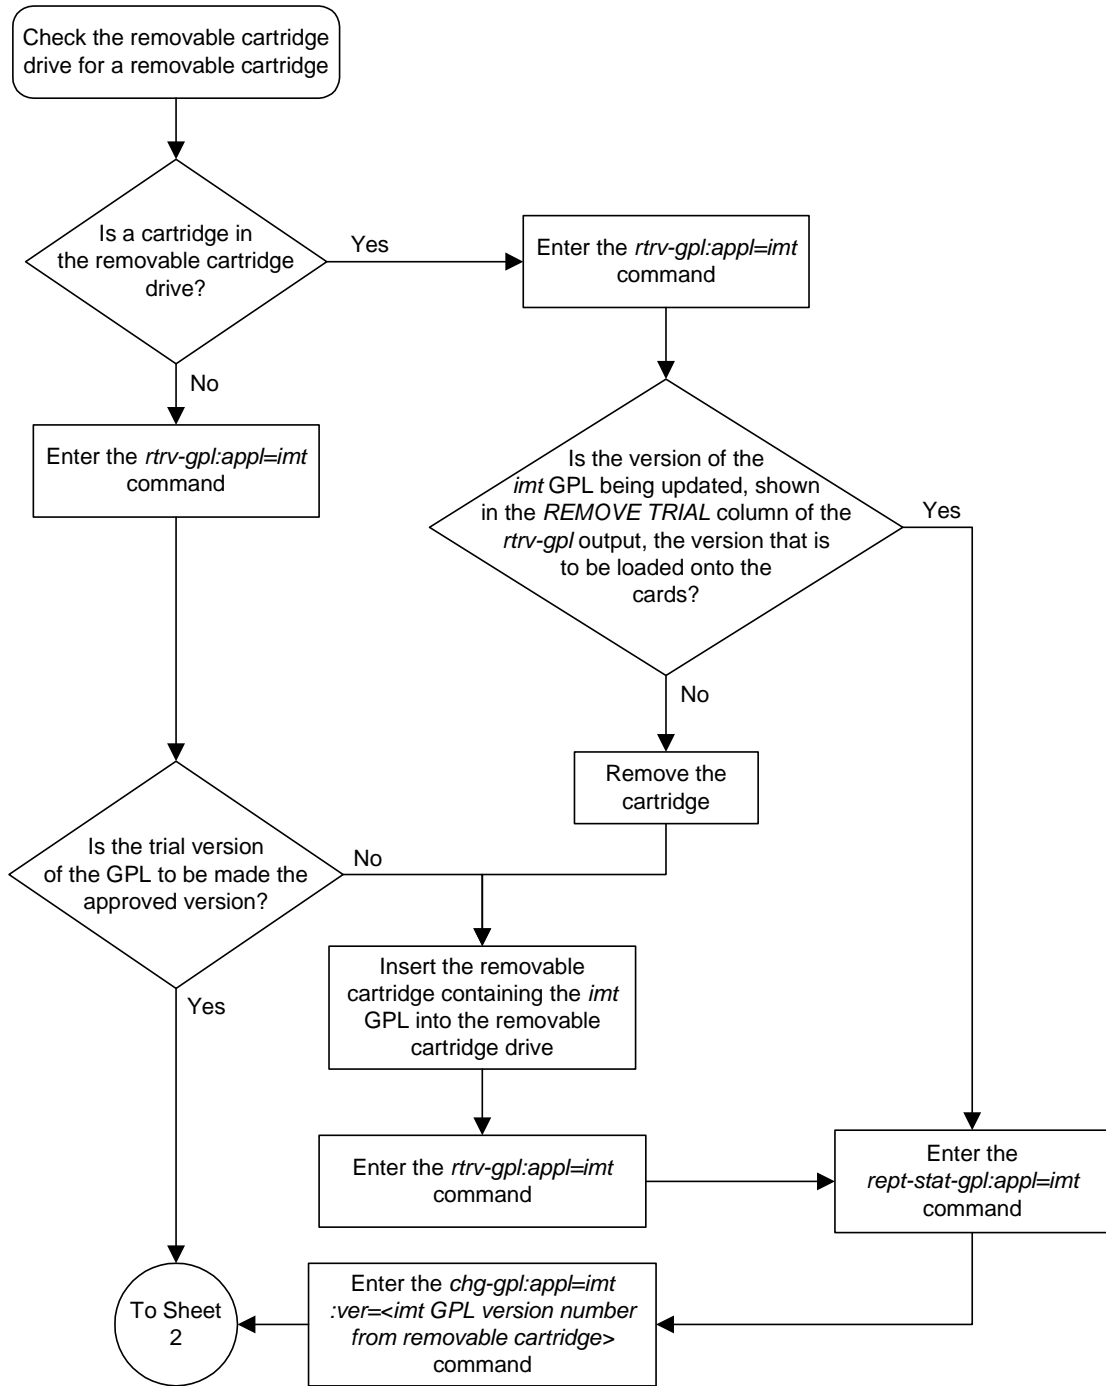 Check the removable cartridge
drive for a removable cartridge
Is a cartridge in
the removable cartridge
drive?
Yes
No
Enter the rtrv-gpl:appl=imt
command
Enter the rtrv-gpl:appl=imt
command
Is the version of the
imt GPL being updated, shown
in the REMOVE TRIAL column of the
rtrv-gpl output, the version that is
to be loaded onto the
cards?
Yes
No
Remove the
cartridge
Is the trial version
of the GPL to be made the
approved version?
No
Yes
Insert the removable
cartridge containing the imt
GPL into the removable
cartridge drive
Enter the rtrv-gpl:appl=imt
command
Enter the
rept-stat-gpl:appl=imt
command
Enter the chg-gpl:appl=imt
:ver=<imt GPL version number
from removable cartridge>
command
To Sheet
2